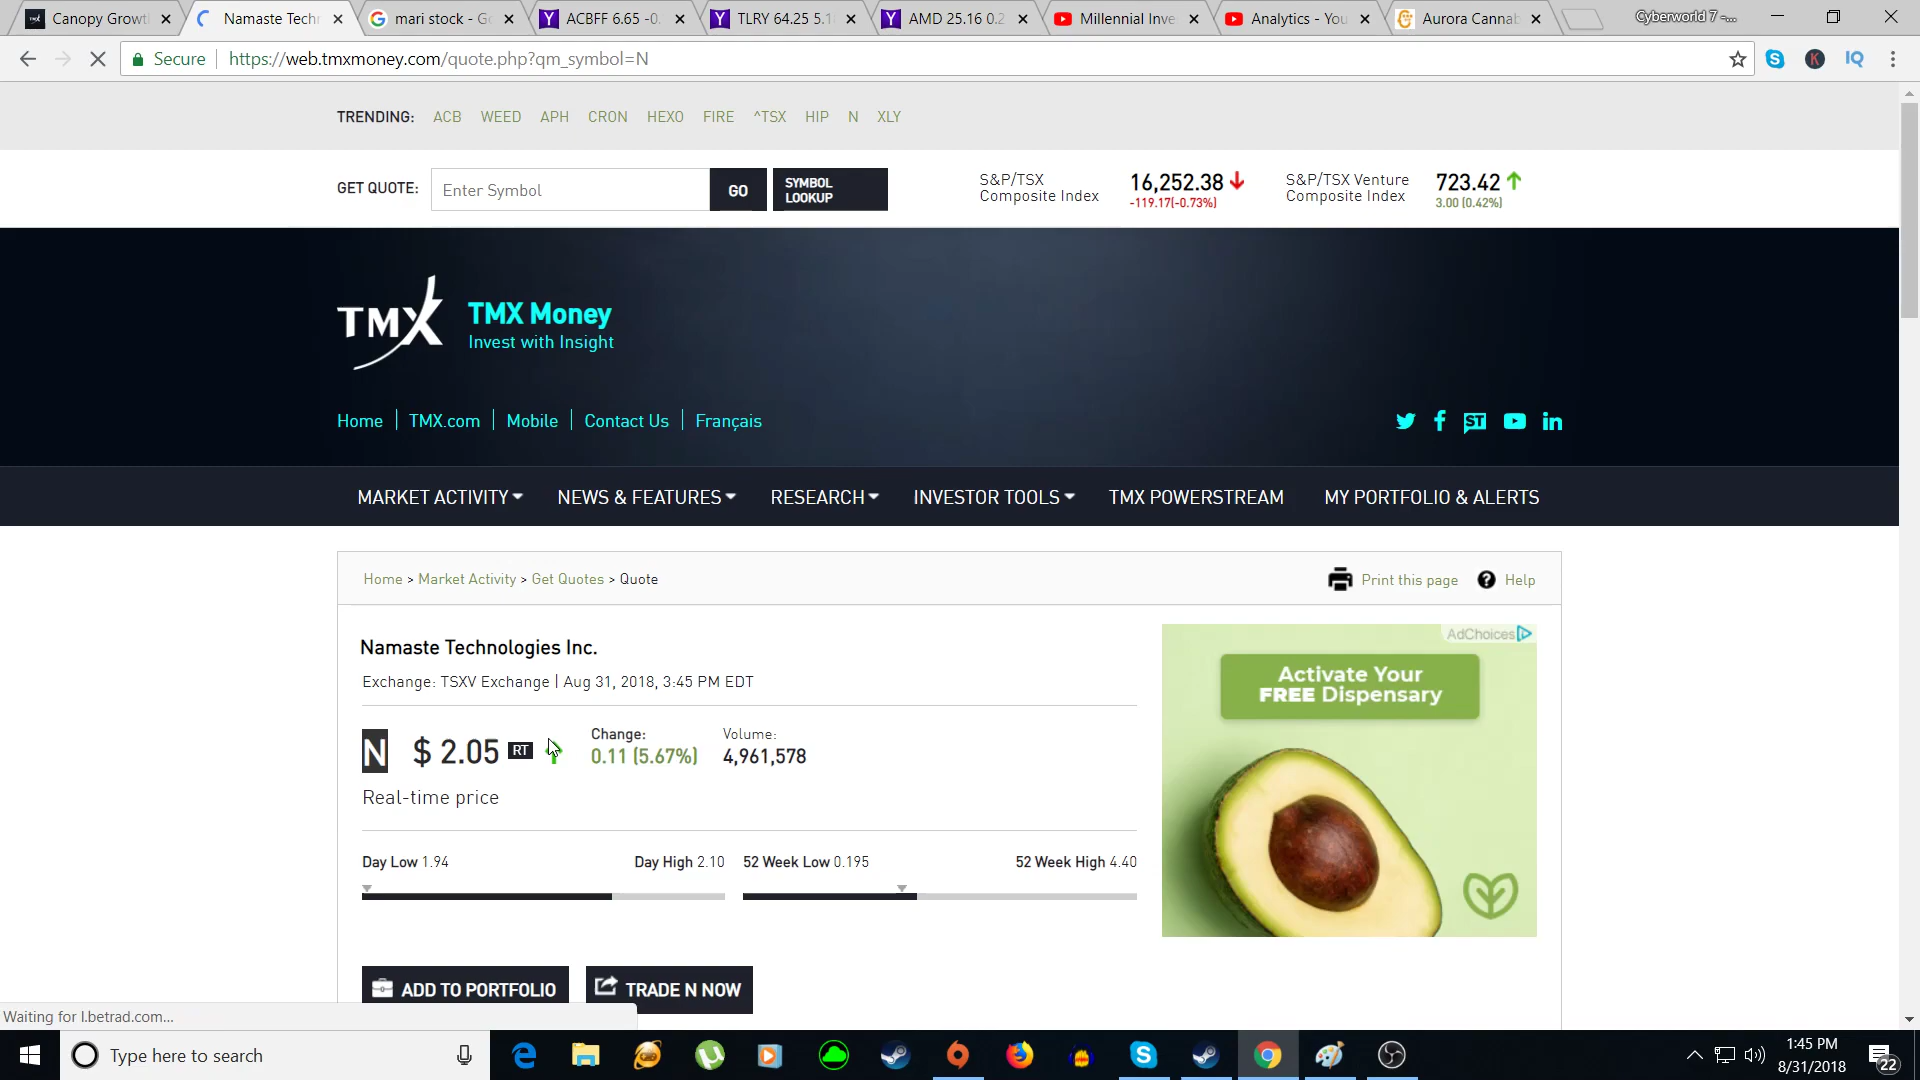 Canopy Growt
Namaste Tech
mari stock - G
ACBFF 6.65 -0.
TLRY 64.25 5.1
AMD 25.16 0.2
Millennial Inve
Analytics - You
Aurora Cannab
Cyberworld 7 -...
Secure
https://web.tmxmoney.com/quote.php?qm_symbol=N
K
IQ
TRENDING: ACB WEED APH CRON HEXO FIRE ^TSX HIP N XLY
GET QUOTE:
Enter Symbol
GO
SYMBOL
LOOKUP
S&P/TSX
Composite Index
16,252.38
-119.17(-0.73%)
S&P/TSX Venture
Composite Index
723.42
3.00 (0.42%)
TMX
TMX Money
Invest with Insight
Home
TMX.com
Mobile
Contact Us
Français
ST
in
MARKET ACTIVITY
NEWS & FEATURES
RESEARCH
INVESTOR TOOLS
TMX POWERSTREAM
MY PORTFOLIO & ALERTS
Home > Market Activity > Get Quotes > Quote
Print this page
? Help
Namaste Technologies Inc.
Exchange: TSXV Exchange | Aug 31, 2018, 3:45 PM EDT
N $ 2.05 RT
Change:
0.11 (5.67%)
Volume:
4,961,578
Real-time price
Day Low 1.94
Day High 2.10
52 Week Low 0.195
52 Week High 4.40
AdChoices
Activate Your
FREE Dispensary
ADD TO PORTFOLIO
TRADE N NOW
Waiting for l.betrad.com...
Type here to search
1:45 PM
8/31/2018
22